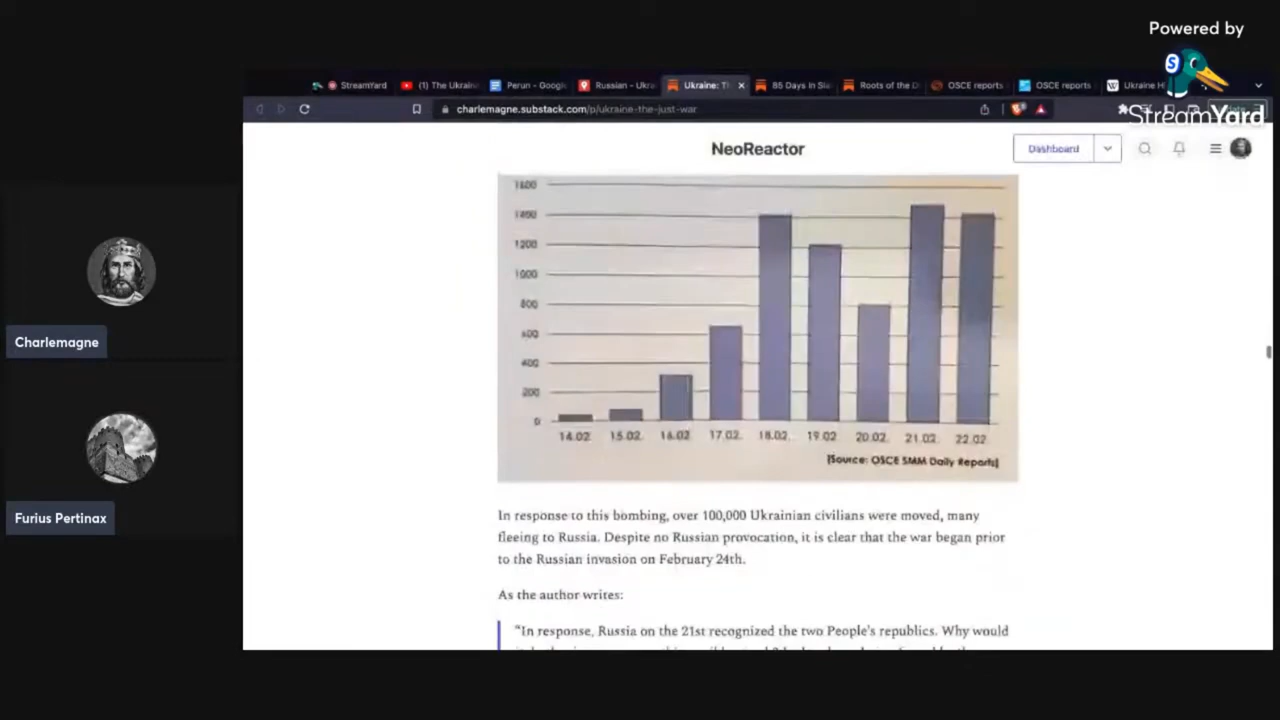 Powered by
StreamYard
StreamYard
(1) The Ukrain
Perun - Googl
Russian - Ukra
Ukraine: T
85 Days In Sla
Roots of the D
OSCE reports
OSCE reports
Ukraine H
charlemagne.substack.com/p/ukraine-the-just-war
NeoReactor
Dashboard
1600
1400
1200
1000
800
600
400
200
0
14.02.
15.02.
16.02
17.02.
18.02.
19.02
20.02.
21.02.
22.02
[Source: OSCE SMM Daily Reports]
Charlemagne
Furius Pertinax
In response to this bombing, over 100,000 Ukrainian civilians were moved, many
fleeing to Russia. Despite no Russian provocation, it is clear that the war began prior
to the Russian invasion on February 24th.
As the author writes:
"In response, Russia on the 21st recognized the two People's republics. Why would